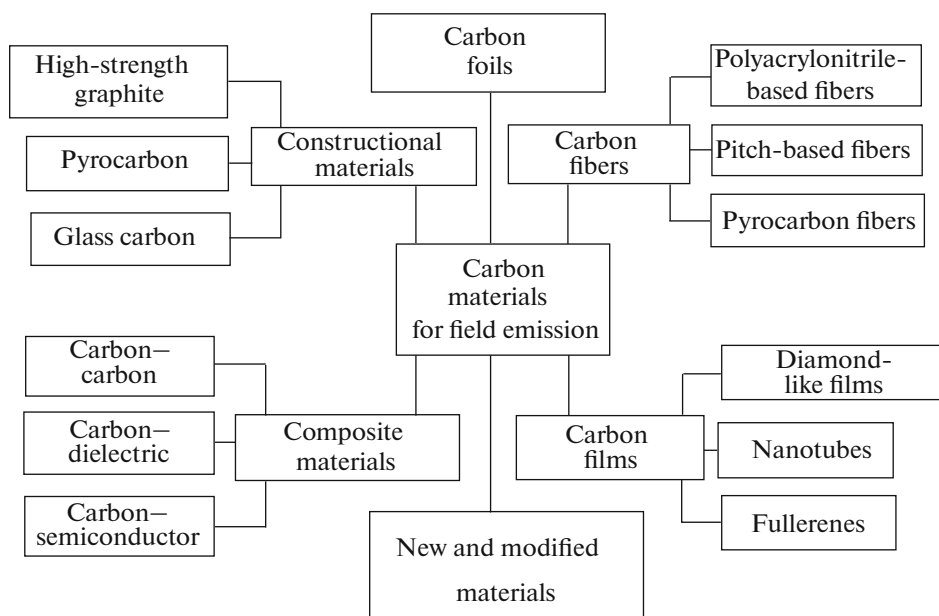 Carbon
foils
High-strength
graphite
Pyrocarbon
Glass carbon
Constructional
materials
Carbon
fibers
Polyacrylonitrile-
based fibers
Pitch-based fibers
Pyrocarbon fibers
Carbon
materials
for field emission
Carbon—
carbon
Carbon—
dielectric
Carbon—
semiconductor
Composite
materials
Carbon
films
Diamond-
like films
Nanotubes
Fullerenes
New and modified
materials